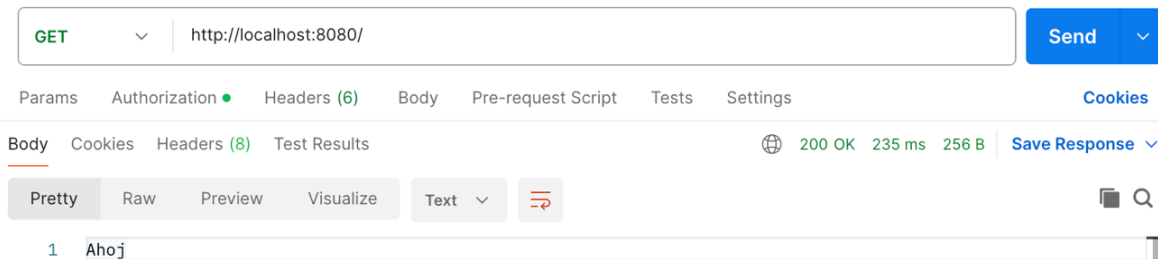 GET http://localhost:8080/ Send
Params Authorization Headers (6) Body Pre-request Script Tests Settings Cookies
Body Cookies Headers (8) Test Results 200 OK 235 ms 256 B Save Response
Pretty Raw Preview Visualize Text
1 Ahoj